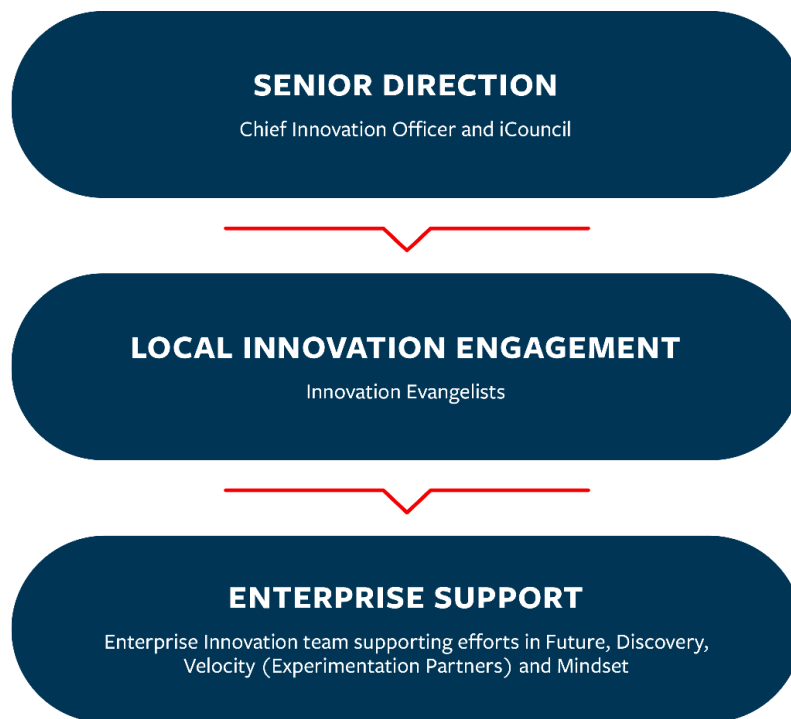 SENIOR DIRECTION
Chief Innovation Officer and iCouncil
LOCAL INNOVATION ENGAGEMENT
Innovation Evangelists
ENTERPRISE SUPPORT
Enterprise Innovation team supporting efforts in Future, Discovery,
Velocity (Experimentation Partners) and Mindset